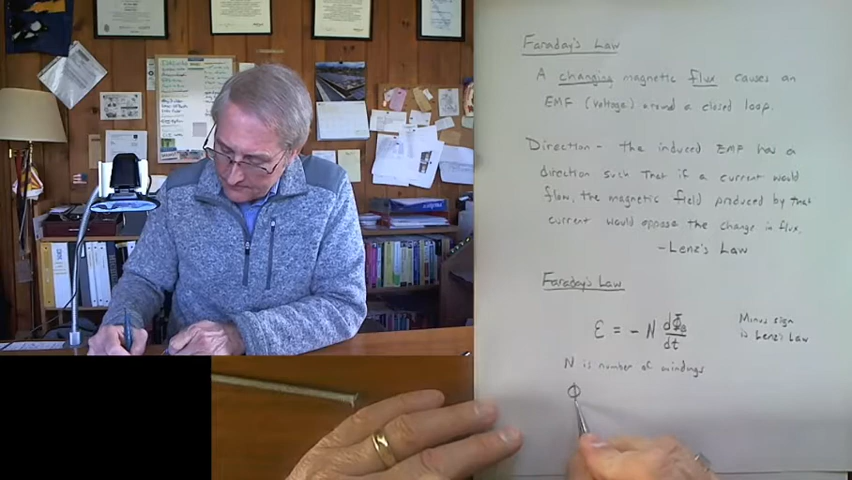 Faraday's Law
A changing magnetic flux causes an
EMF (Voltage) around a closed loop.
Direction - the induced EMF has a
direction such that if a current would
flow, the magnetic field produced by that
current would oppose the change in flux.
-Lenz's Law
Faraday's Law
ε = - N dΦ_B/dt
Minus sign
is Lenz's Law
N is number of windings
Φ